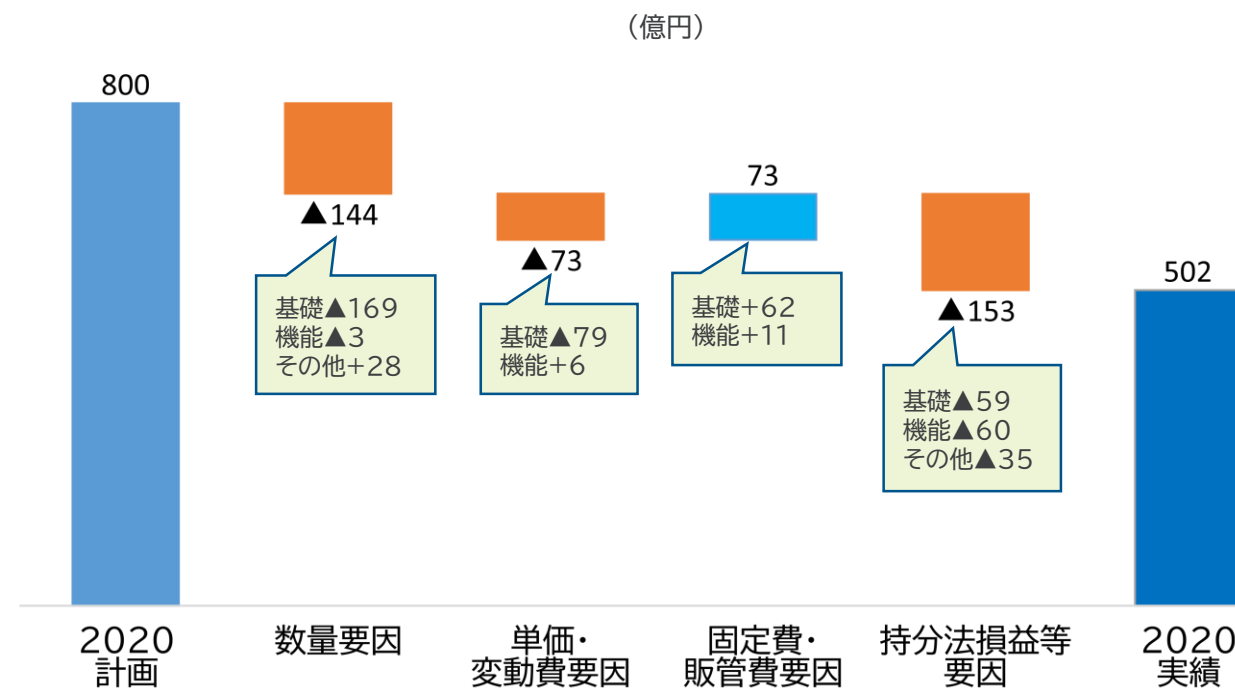 （億円）
800
▲144
基礎▲169
機能▲3
その他＋28
▲73
基礎▲79
機能＋6
73
基礎＋62
機能＋11
▲153
基礎▲59
機能▲60
その他▲35
502
2020
計画
数量要因
単価・
変動費要因
固定費・
販管費要因
持分法損益等
要因
2020
実績